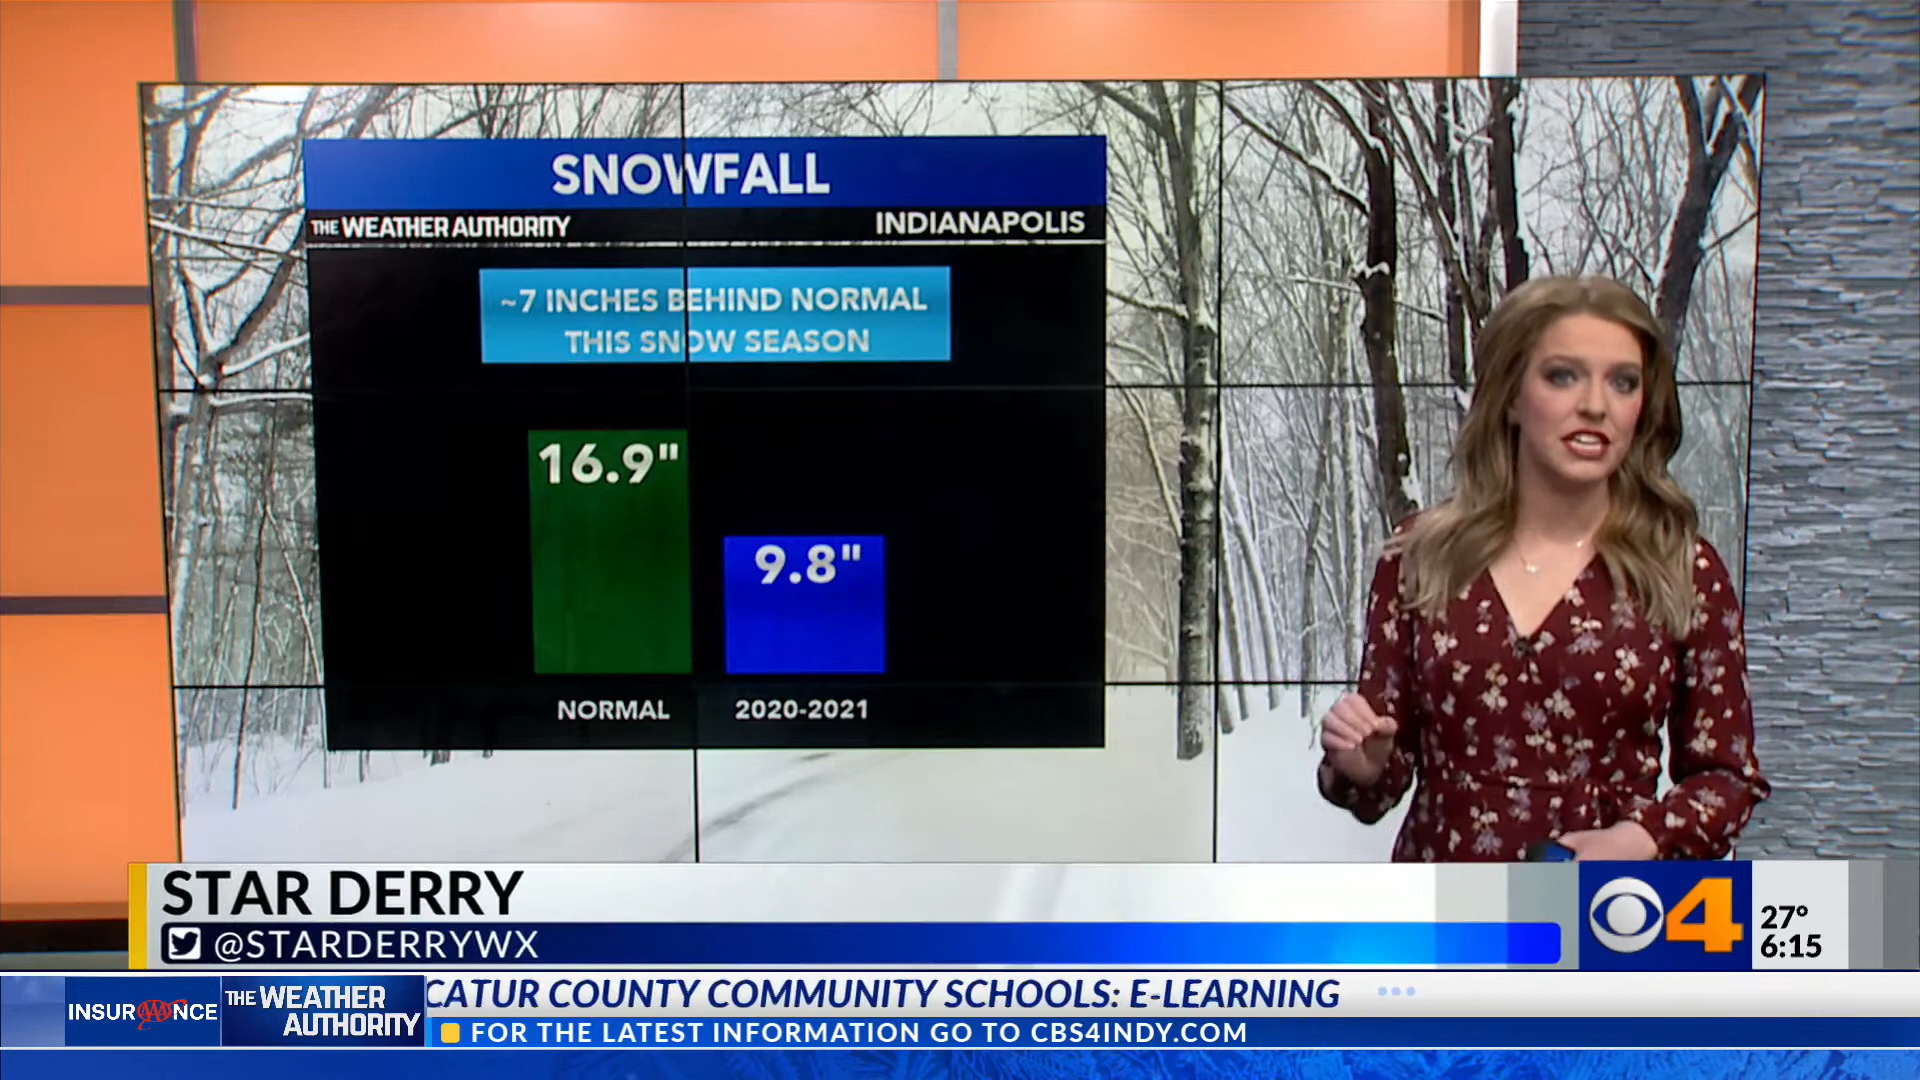 SNOWFALL
THE WEATHER AUTHORITY
INDIANAPOLIS
~7 INCHES BEHIND NORMAL
THIS SNOW SEASON
16.9"
9.8"
NORMAL
2020-2021
STAR DERRY
@STARDERRYWX
4
27°
6:15
INSURAAANCE
THE WEATHER
AUTHORITY
CATUR COUNTY COMMUNITY SCHOOLS: E-LEARNING
FOR THE LATEST INFORMATION GO TO CBS4INDY.COM